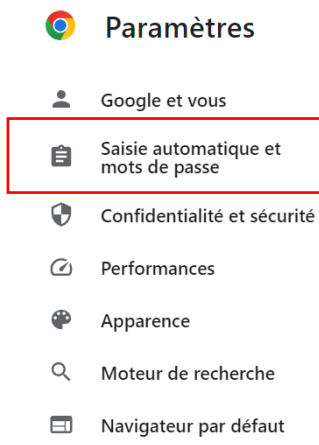 Paramètres
Google et vous
Saisie automatique et
mots de passe
Confidentialité et sécurité
Performances
Apparence
Moteur de recherche
Navigateur par défaut